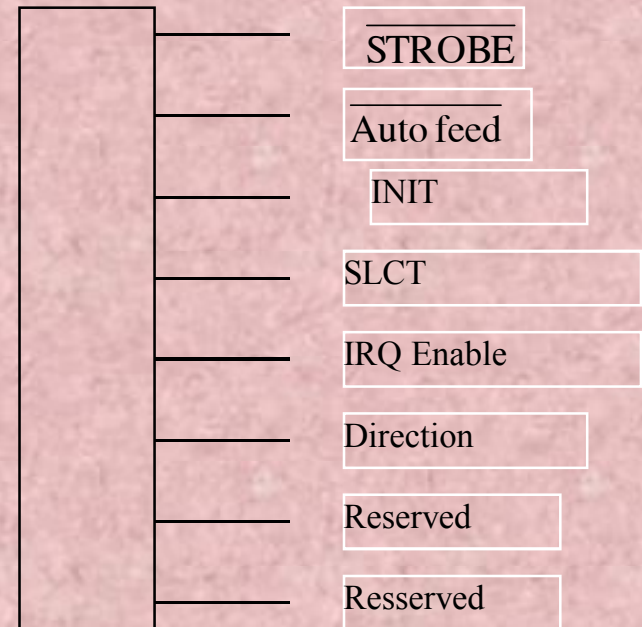 STROBE
Auto feed
INIT
SLCT
IRQ Enable
Direction
Reserved
Resserved